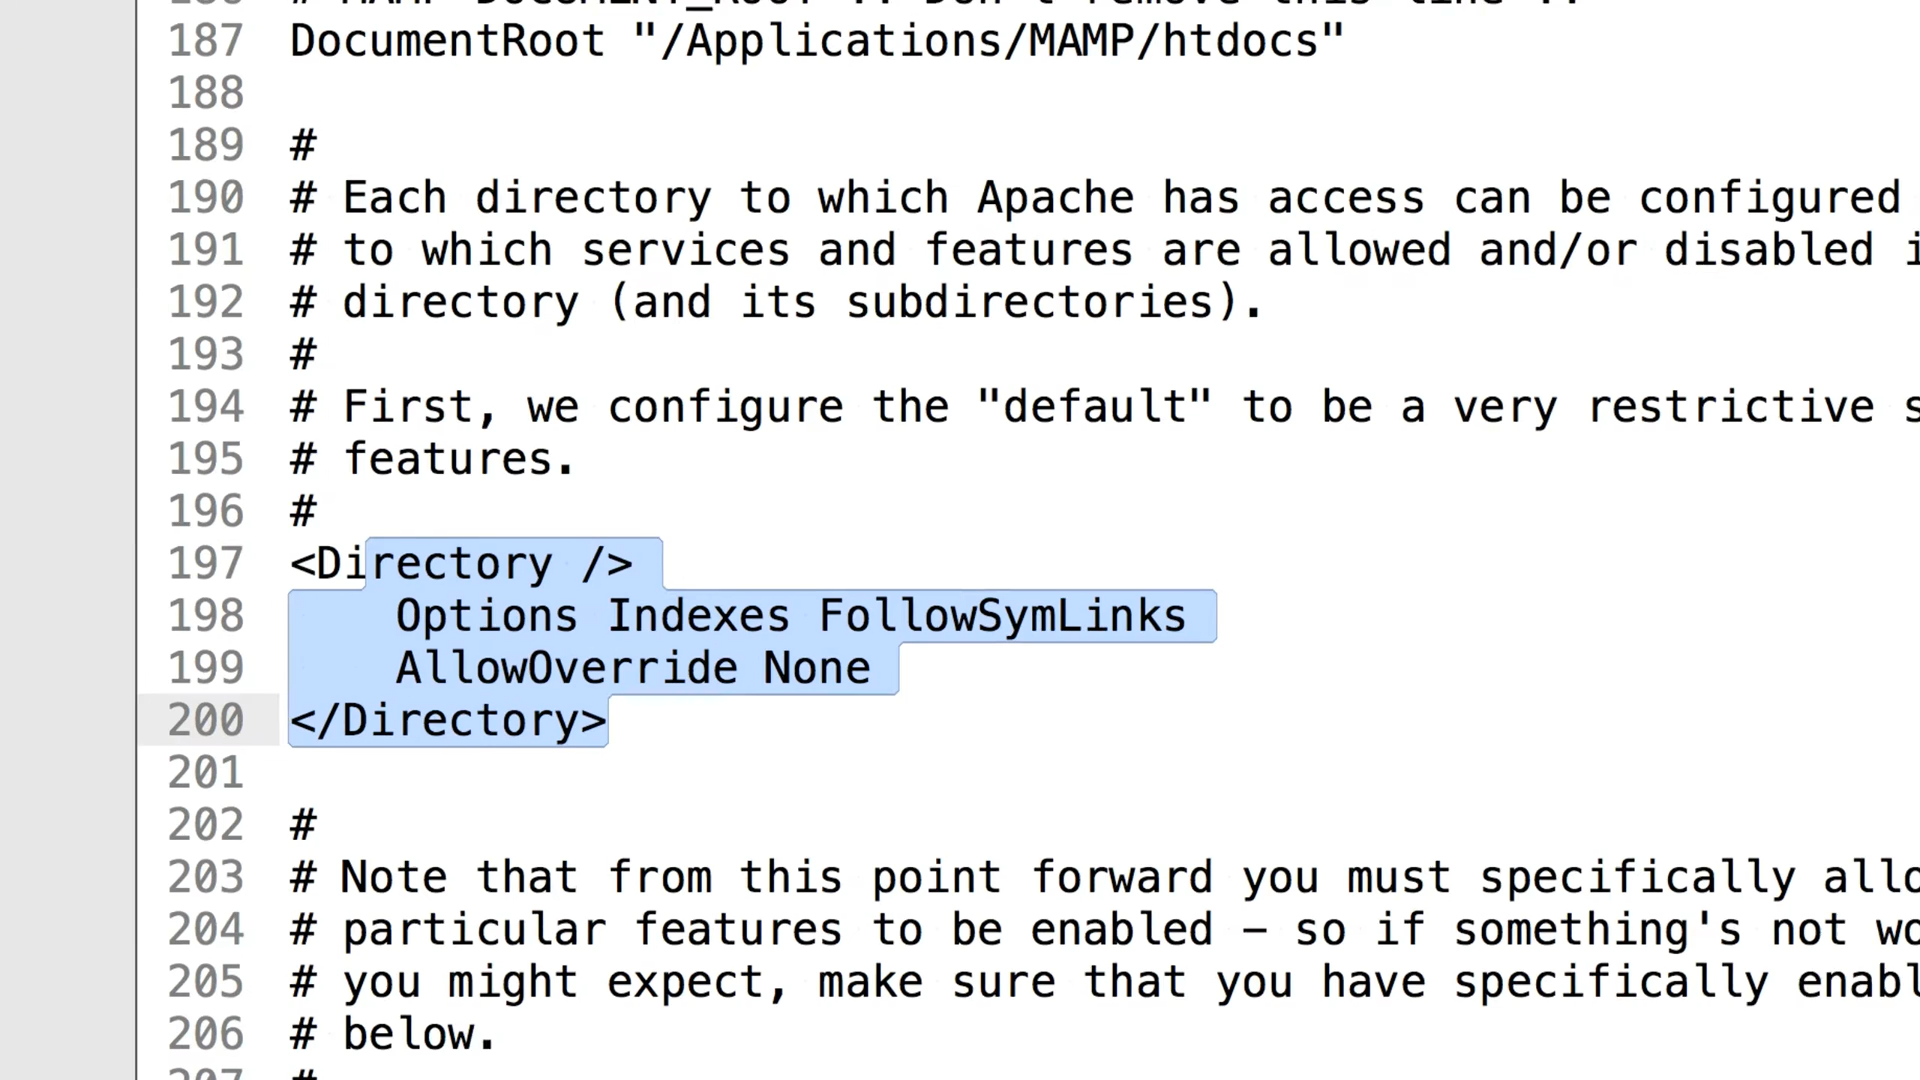 187 DocumentRoot "/Applications/MAMP/htdocs"
188
189 #
190 # Each directory to which Apache has access can be configured
191 # to which services and features are allowed and/or disabled
192 # directory (and its subdirectories).
193 #
194 # First, we configure the "default" to be a very restrictive
195 # features.
196 #
197 <Directory />
198     Options Indexes FollowSymLinks
199     AllowOverride None
200 </Directory>
201
202 #
203 # Note that from this point forward you must specifically allo
204 # particular features to be enabled - so if something's not wo
205 # you might expect, make sure that you have specifically enabl
206 # below.